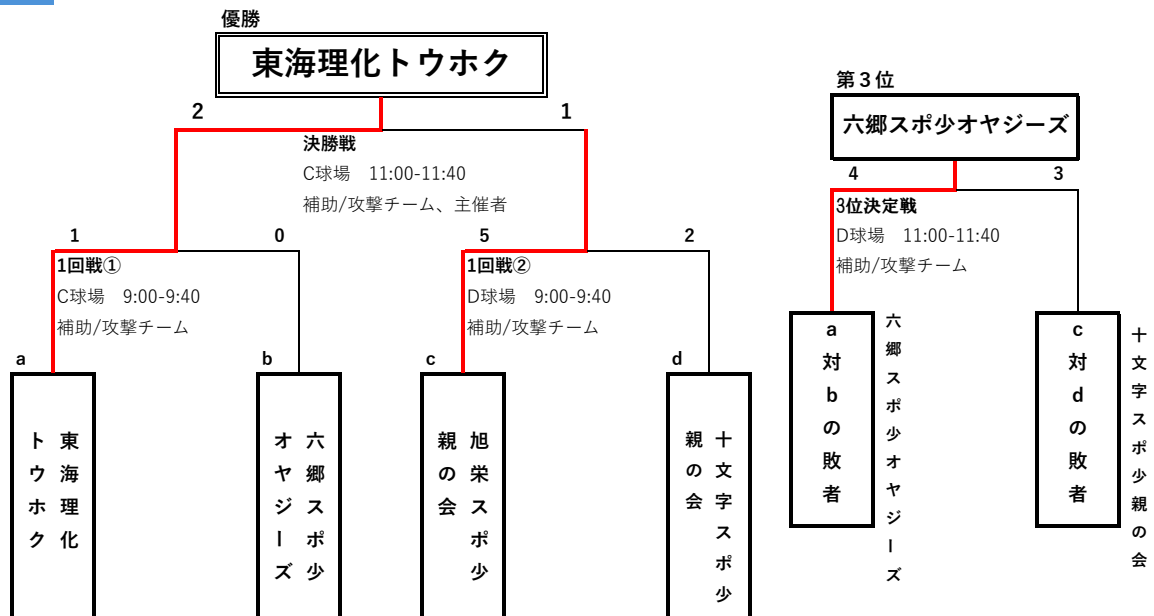 優勝
東海理化トウホク
2
1
決勝戦
C球場　11:00-11:40
補助/攻撃チーム、主催者
1
0
5
2
1回戦①
C球場　9:00-9:40
補助/攻撃チーム
1回戦②
D球場　9:00-9:40
補助/攻撃チーム
a
b
c
d
東海理化
トウホク
六郷スポ少
オヤジーズ
旭栄スポ少
親の会
十文字スポ少
親の会
第３位
六郷スポ少オヤジーズ
4
3
3位決定戦
D球場　11:00-11:40
補助/攻撃チーム
a対bの敗者
六郷スポ少オヤジーズ
c対dの敗者
十文字スポ少親の会